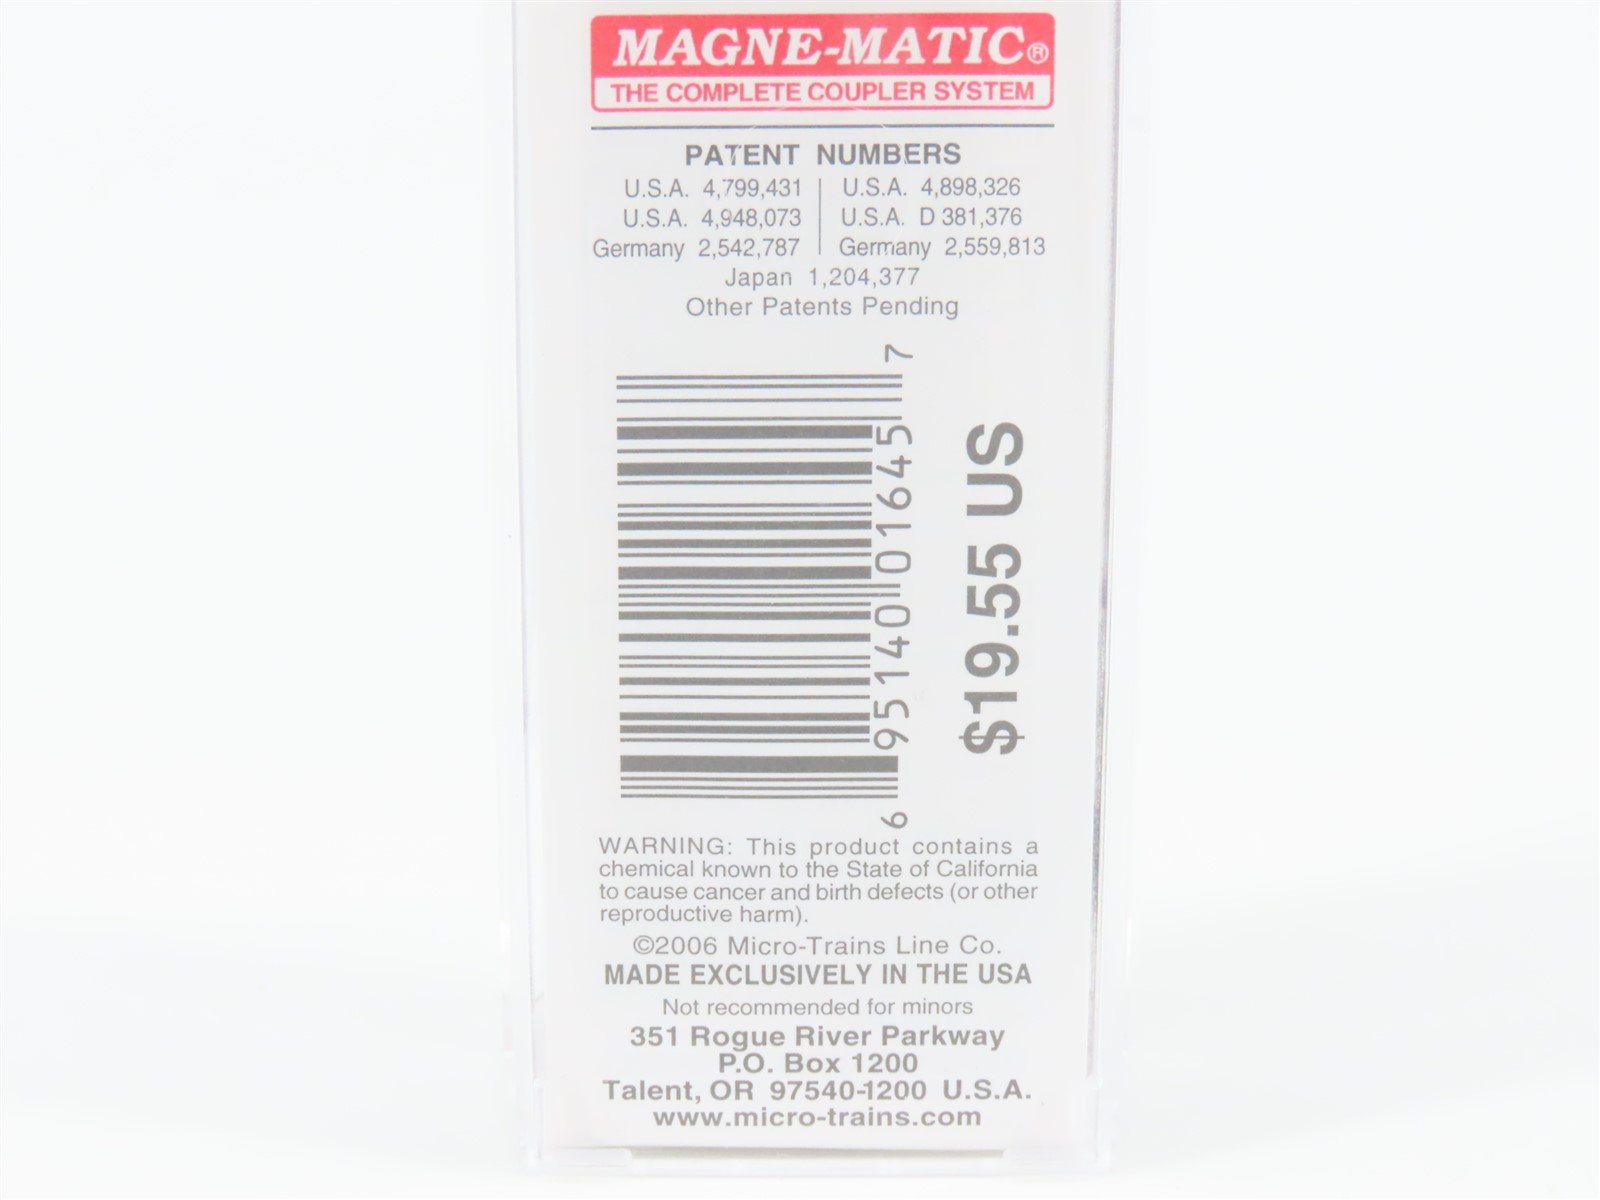 MAGNE-MATIC®
THE COMPLETE COUPLER SYSTEM
PATENT NUMBERS
U.S.A. 4,799,431 U.S.A. 4,898,326
U.S.A. 4,948,073 U.S.A. D 381,376
Germany 2,542,787 Germany 2,559,813
Japan 1,204,377
Other Patents Pending
6 95140 01645 7
$19.55 US
WARNING: This product contains a
chemical known to the State of California
to cause cancer and birth defects (or other
reproductive harm).
©2006 Micro-Trains Line Co.
MADE EXCLUSIVELY IN THE USA
Not recommended for minors
351 Rogue River Parkway
P.O. Box 1200
Talent, OR 97540-1200 U.S.A.
www.micro-trains.com